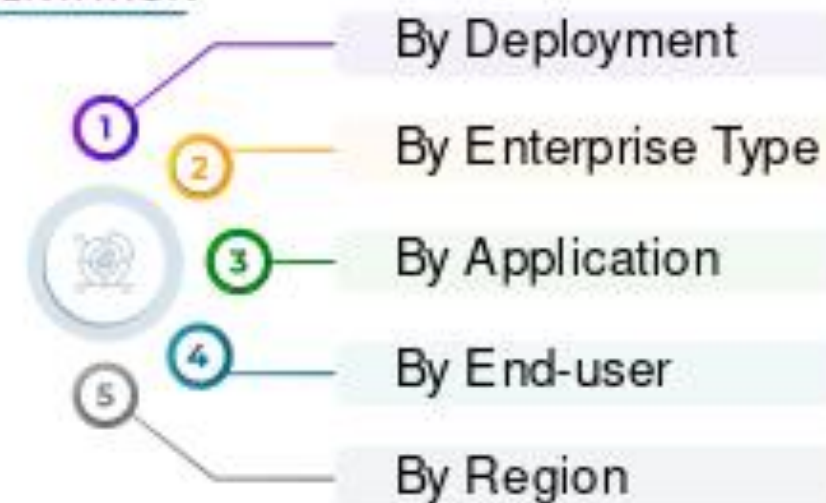 1 By Deployment
2 By Enterprise Type
3 By Application
4 By End-user
5 By Region